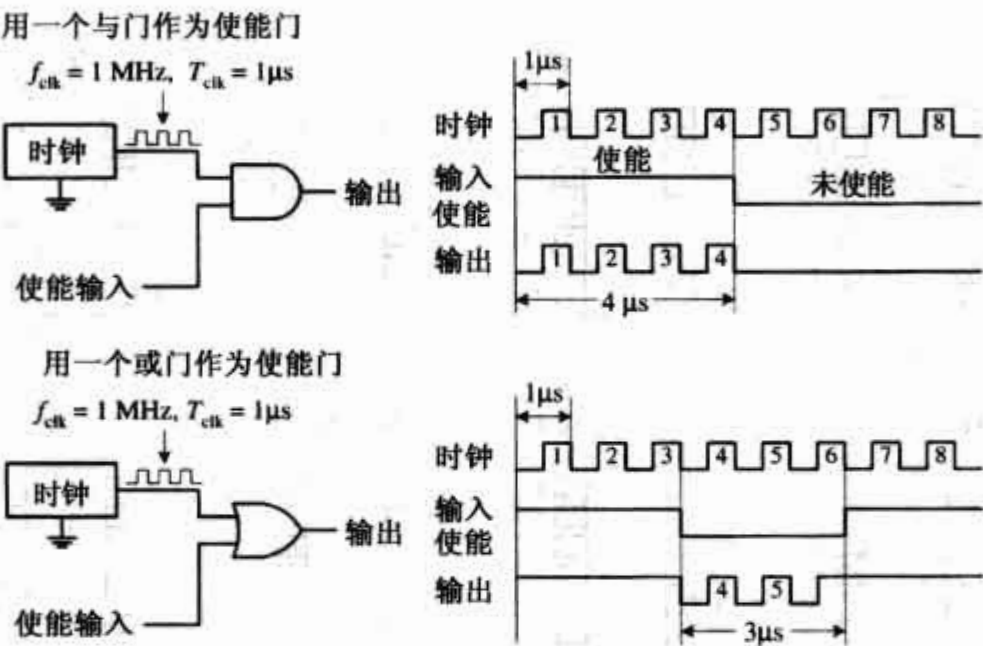 用一个与门作为使能门
f_clk = 1 MHz, T_clk = 1μs
时钟
输出
使能输入
1μs
时钟 1 2 3 4 5 6 7 8
使能
输入
使能
未使能
输出 1 2 3 4
4 μs
用一个或门作为使能门
f_clk = 1 MHz, T_clk = 1μs
时钟
输出
使能输入
1μs
时钟 1 2 3 4 5 6 7 8
输入
使能
输出 4 5
3μs